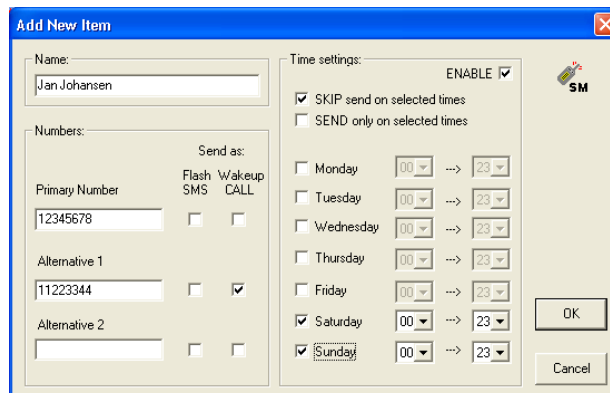 Add New Item
Name:
Jan Johansen
Numbers:
Send as:
Flash SMS
Wakeup CALL
Primary Number
12345678
Alternative 1
11223344
Alternative 2
Time settings:
ENABLE
SKIP send on selected times
SEND only on selected times
Monday 00 ---> 23
Tuesday 00 ---> 23
Wednesday 00 ---> 23
Thursday 00 ---> 23
Friday 00 ---> 23
Saturday 00 ---> 23
Sunday 00 ---> 23
SM
OK
Cancel